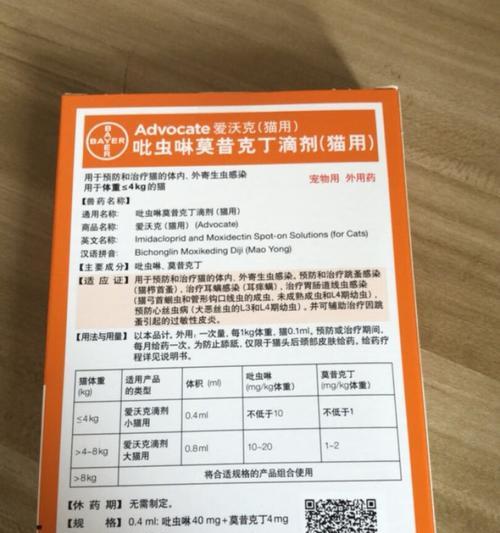 BAYER
BAYER
Advocate 爱沃克(猫用)
吡虫啉莫昔克丁滴剂(猫用)
用于预防和治疗猫的体内、外寄生虫感染
用于体重≤4kg的猫
宠物用 外用药
【兽药名称】
通用名称: 吡虫啉莫昔克丁滴剂(猫用)
商品名称: 爱沃克(猫用)(Advocate)
英文名称: Imidacloprid and Moxidectin Spot-on Solutions (for Cats)
汉语拼音: Bichonglin Moxikeding Diji (Mao Yong)
【主要成分】吡虫啉、莫昔克丁
【适应证】用于预防和治疗猫的体内、外寄生虫感染,预防和治疗跳蚤感染
(猫栉首蚤),治疗耳螨感染(耳痒螨),治疗胃肠道线虫感染
(猫弓首蛔虫和管形钩口线虫的成虫、未成熟成虫和L4期幼虫),
预防心丝虫病(犬恶丝虫的L3和L4期幼虫)。并可辅助治疗因跳
蚤引起的过敏性皮炎。
【用法与用量】以本品计。外用,一次量,每1kg体重,猫0.1ml。预防或治疗期间,
每月给药一次。为防止舔舐,仅限于猫头后颈部皮肤给药。给药疗
程详见说明书。
猫体重(kg) 适用产品的类型 体积(ml) 吡虫啉(mg/kg体重) 莫昔克丁(mg/kg体重)
≤4kg 爱沃克滴剂小猫用 0.4ml 不低于10 不低于1
>4~8kg 爱沃克滴剂大猫用 0.8ml 10~20 1~2
>8kg 将合适规格的产品组合使用
【休药期】无需制定。
【规格】0.4ml:吡虫啉40mg+莫昔克丁4mg